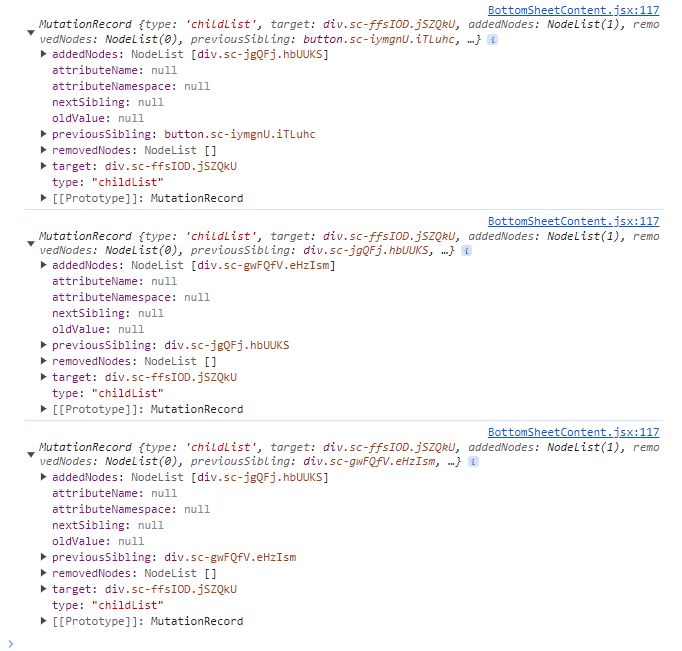 BottomSheetContent.jsx:117
MutationRecord {type: 'childList', target: div.sc-ffsIOD.jSZQkU, addedNodes: NodeList(1), remo
vedNodes: NodeList(0), previousSibling: button.sc-iymgnU.iTLuhc, …} i
addedNodes: NodeList [div.sc-jgQFj.hbUUKS]
attributeName: null
attributeNamespace: null
nextSibling: null
oldValue: null
previousSibling: button.sc-iymgnU.iTLuhc
removedNodes: NodeList []
target: div.sc-ffsIOD.jSZQkU
type: "childList"
[[Prototype]]: MutationRecord
BottomSheetContent.jsx:117
MutationRecord {type: 'childList', target: div.sc-ffsIOD.jSZQkU, addedNodes: NodeList(1), remo
vedNodes: NodeList(0), previousSibling: div.sc-jgQFj.hbUUKS, …} i
addedNodes: NodeList [div.sc-gwFQfV.eHzIsm]
attributeName: null
attributeNamespace: null
nextSibling: null
oldValue: null
previousSibling: div.sc-jgQFj.hbUUKS
removedNodes: NodeList []
target: div.sc-ffsIOD.jSZQkU
type: "childList"
[[Prototype]]: MutationRecord
BottomSheetContent.jsx:117
MutationRecord {type: 'childList', target: div.sc-ffsIOD.jSZQkU, addedNodes: NodeList(1), remo
vedNodes: NodeList(0), previousSibling: div.sc-gwFQfV.eHzIsm, …} i
addedNodes: NodeList [div.sc-jgQFj.hbUUKS]
attributeName: null
attributeNamespace: null
nextSibling: null
oldValue: null
previousSibling: div.sc-gwFQfV.eHzIsm
removedNodes: NodeList []
target: div.sc-ffsIOD.jSZQkU
type: "childList"
[[Prototype]]: MutationRecord